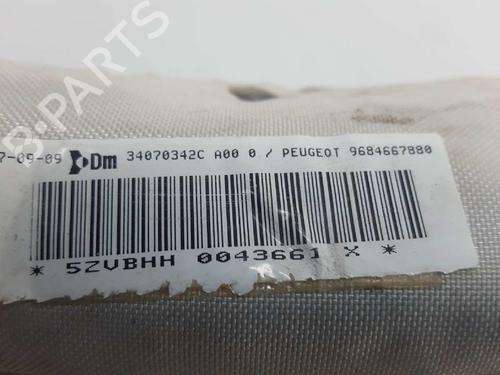 7-09-09 Dm 34070342C A00 0 / PEUGEOT 9684667880
* 5ZVBHH 0043661 X *
B-Parts